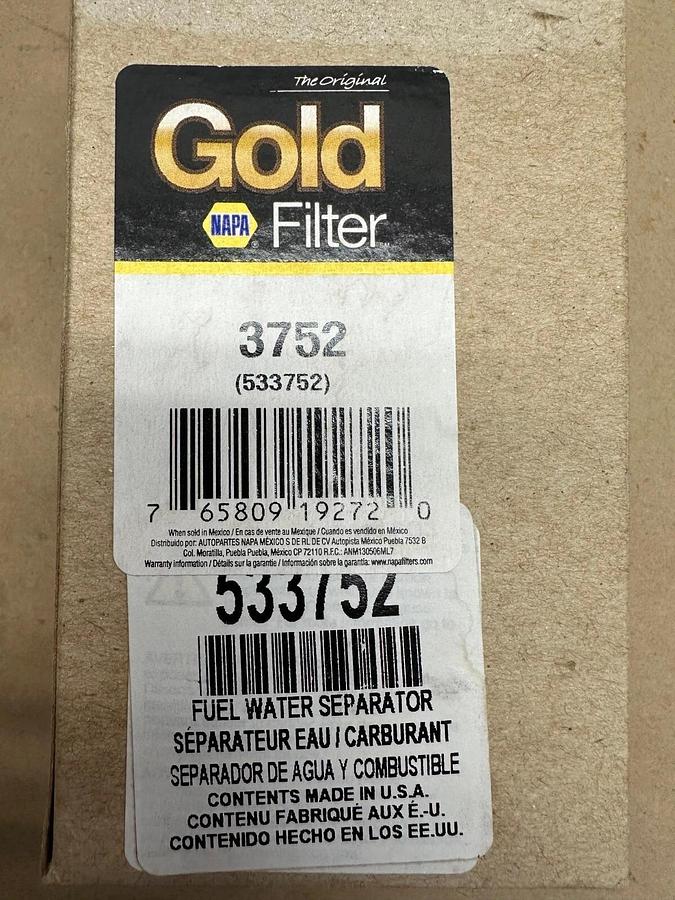 The Original
Gold
NAPA® Filter
3752
(533752)
7 65809 19272 0
When sold in Mexico / En cas de vente au Mexique / Cuando es vendido en México
Distribuido por: AUTOPARTES NAPA MÉXICO S DE RL DE CV Autopista México Puebla 7532 B
Col. Moratilla, Puebla Puebla, México CP 72110 R.F.C.: ANM130506ML7
Warranty information / Détails sur la garantie / Información sobre la garantía: www.napafilters.com
533752
FUEL WATER SEPARATOR
SÉPARATEUR EAU / CARBURANT
SEPARADOR DE AGUA Y COMBUSTIBLE
CONTENTS MADE IN U.S.A.
CONTENU FABRIQUÉ AUX É.-U.
CONTENIDO HECHO EN LOS EE.UU.